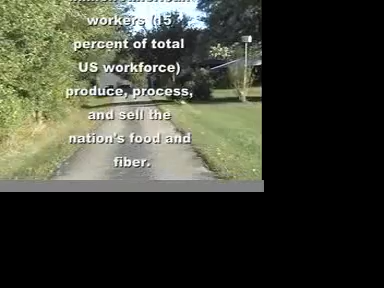 workers (15
percent of total
US workforce)
produce, process,
and sell the
nation's food and
fiber.